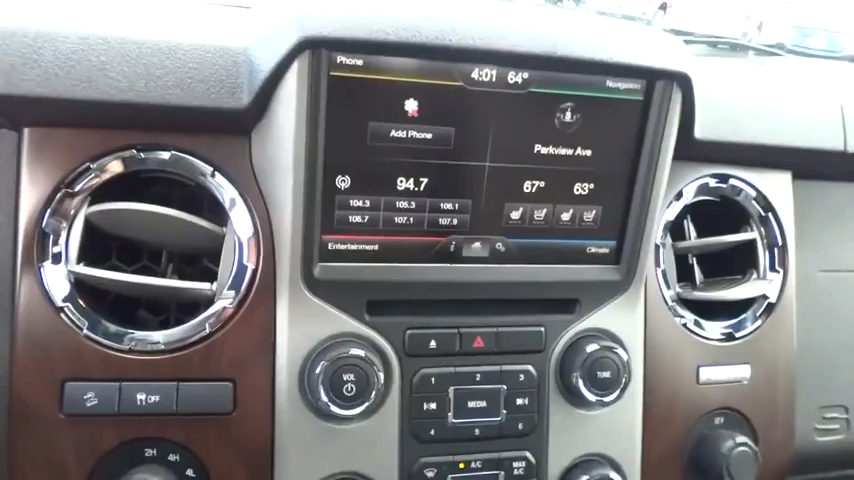 Phone
4:01 64°
Navigation
Add Phone
Parkview Ave
94.7
67° 63°
104.3 105.3 106.1
106.7 107.1 107.9
Entertainment
i
Climate
VOL
TUNE
1 2 3
MEDIA
4 5 6
OFF
2H 4H
4L
A/C
MAX
A/C
S